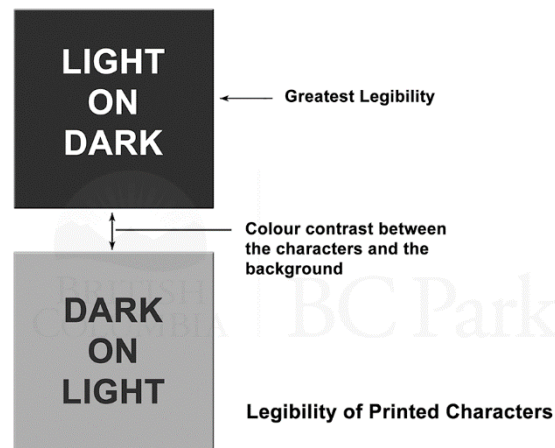 LIGHT
ON
DARK
Greatest Legibility
Colour contrast between
the characters and the
background
DARK
ON
LIGHT
BRITISH
COLUMBIA
BC Park
Legibility of Printed Characters